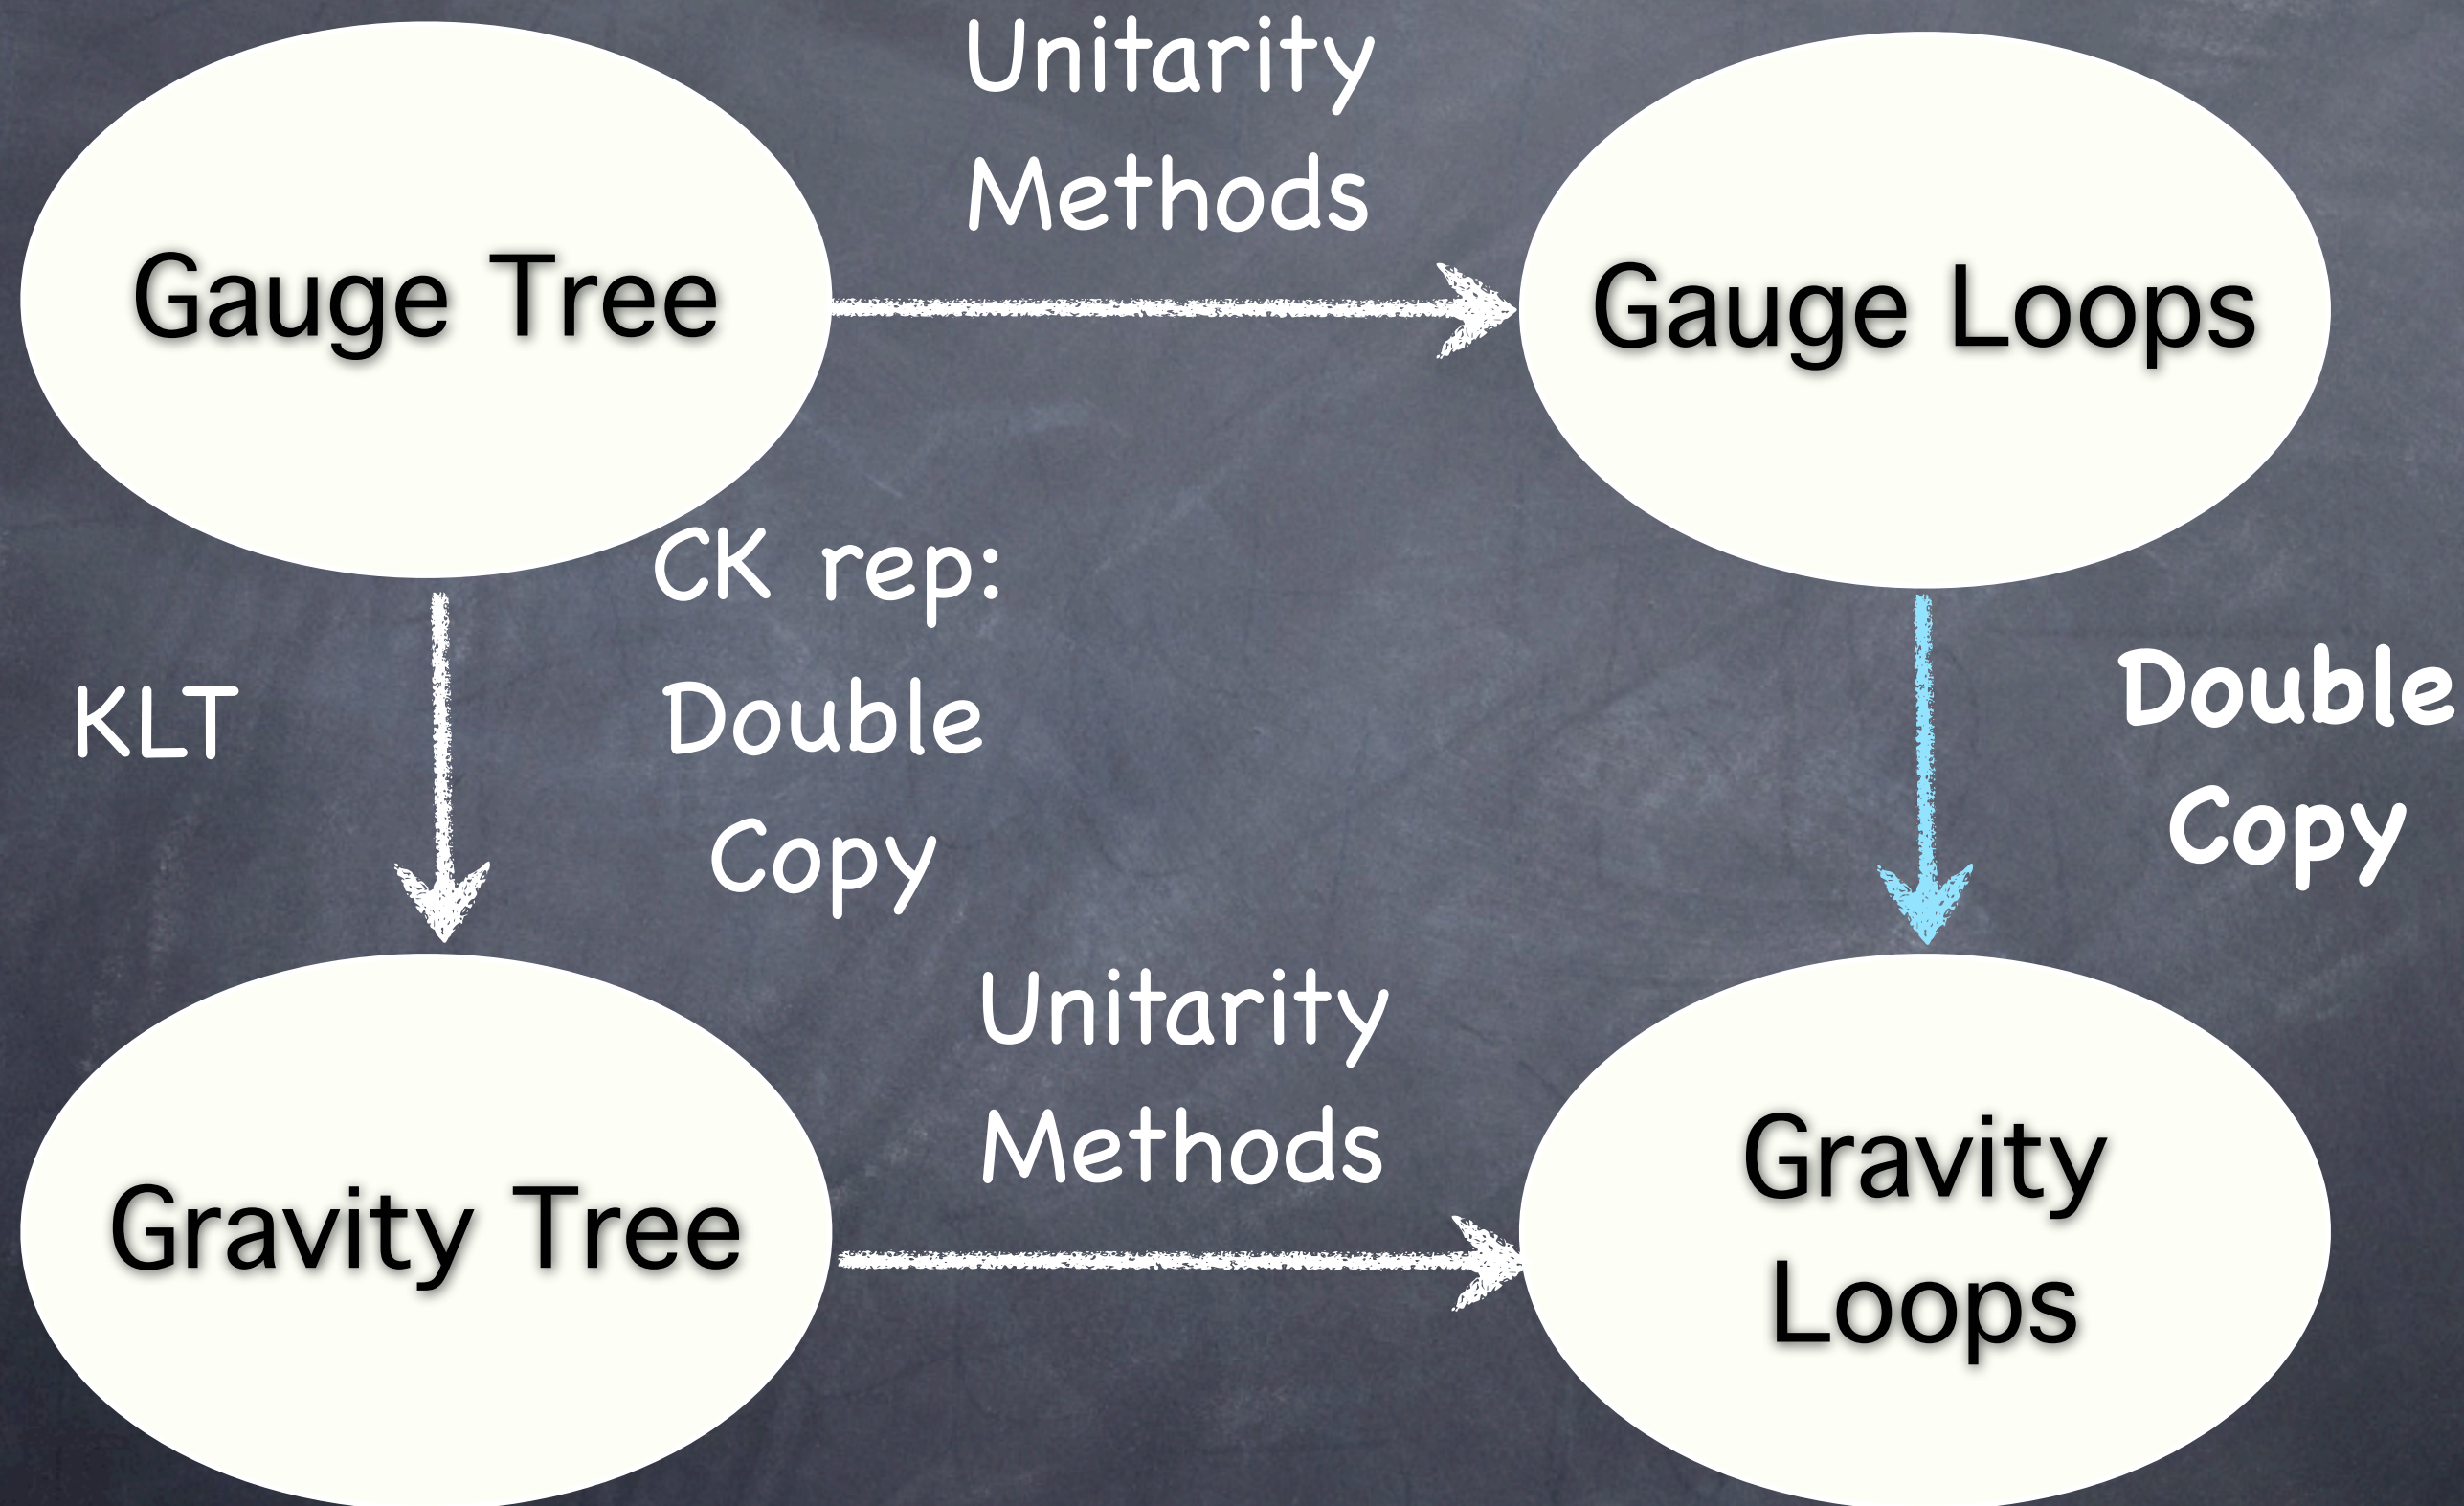 Unitarity
Methods
Gauge Tree
Gauge Loops
CK rep:
Double
Copy
KLT
Double
Copy
Unitarity
Methods
Gravity Tree
Gravity
Loops